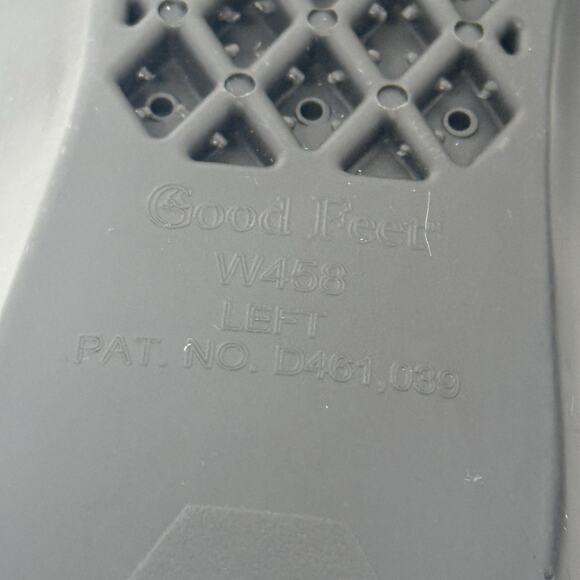 Good Feet
W458
LEFT
PAT. NO. D461,039